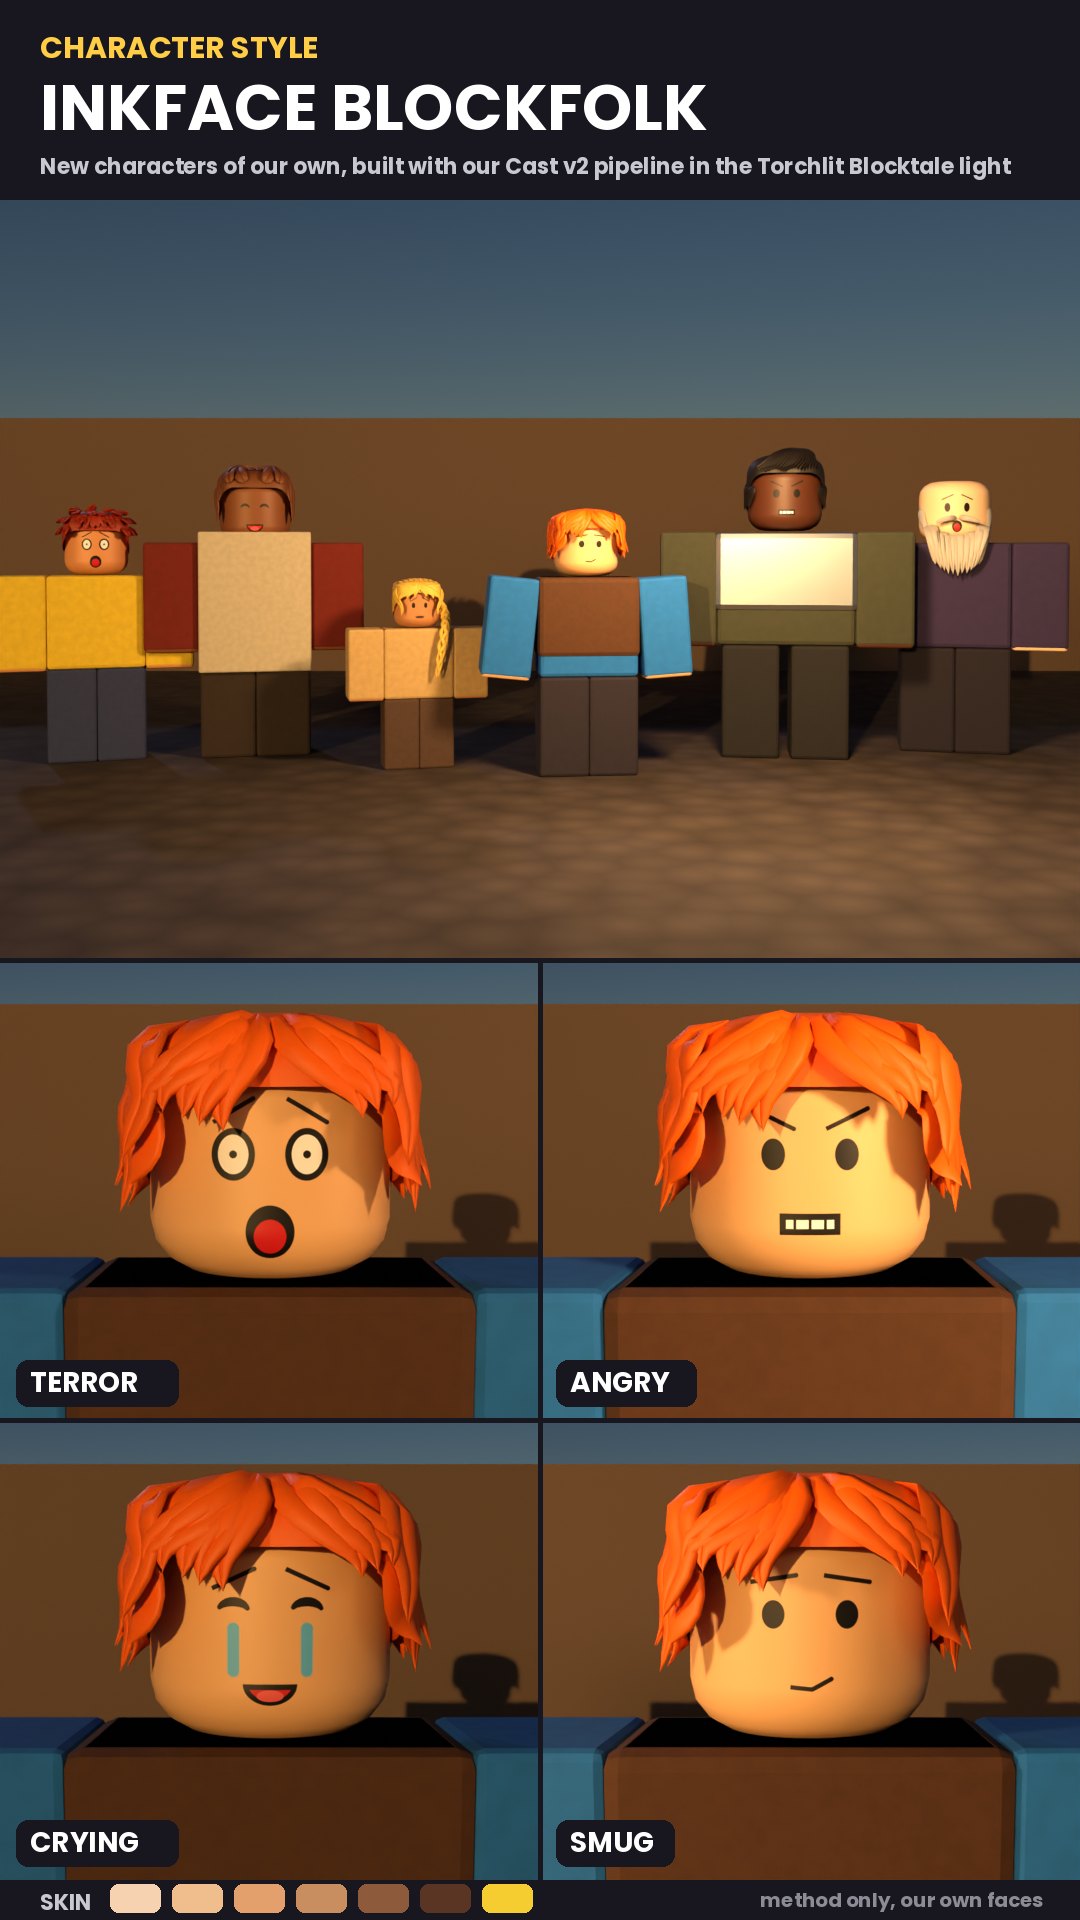 CHARACTER STYLE
INKFACE BLOCKFOLK
New characters of our own, built with our Cast v2 pipeline in the Torchlit Blocktale light
TERROR
ANGRY
CRYING
SMUG
SKIN
method only, our own faces